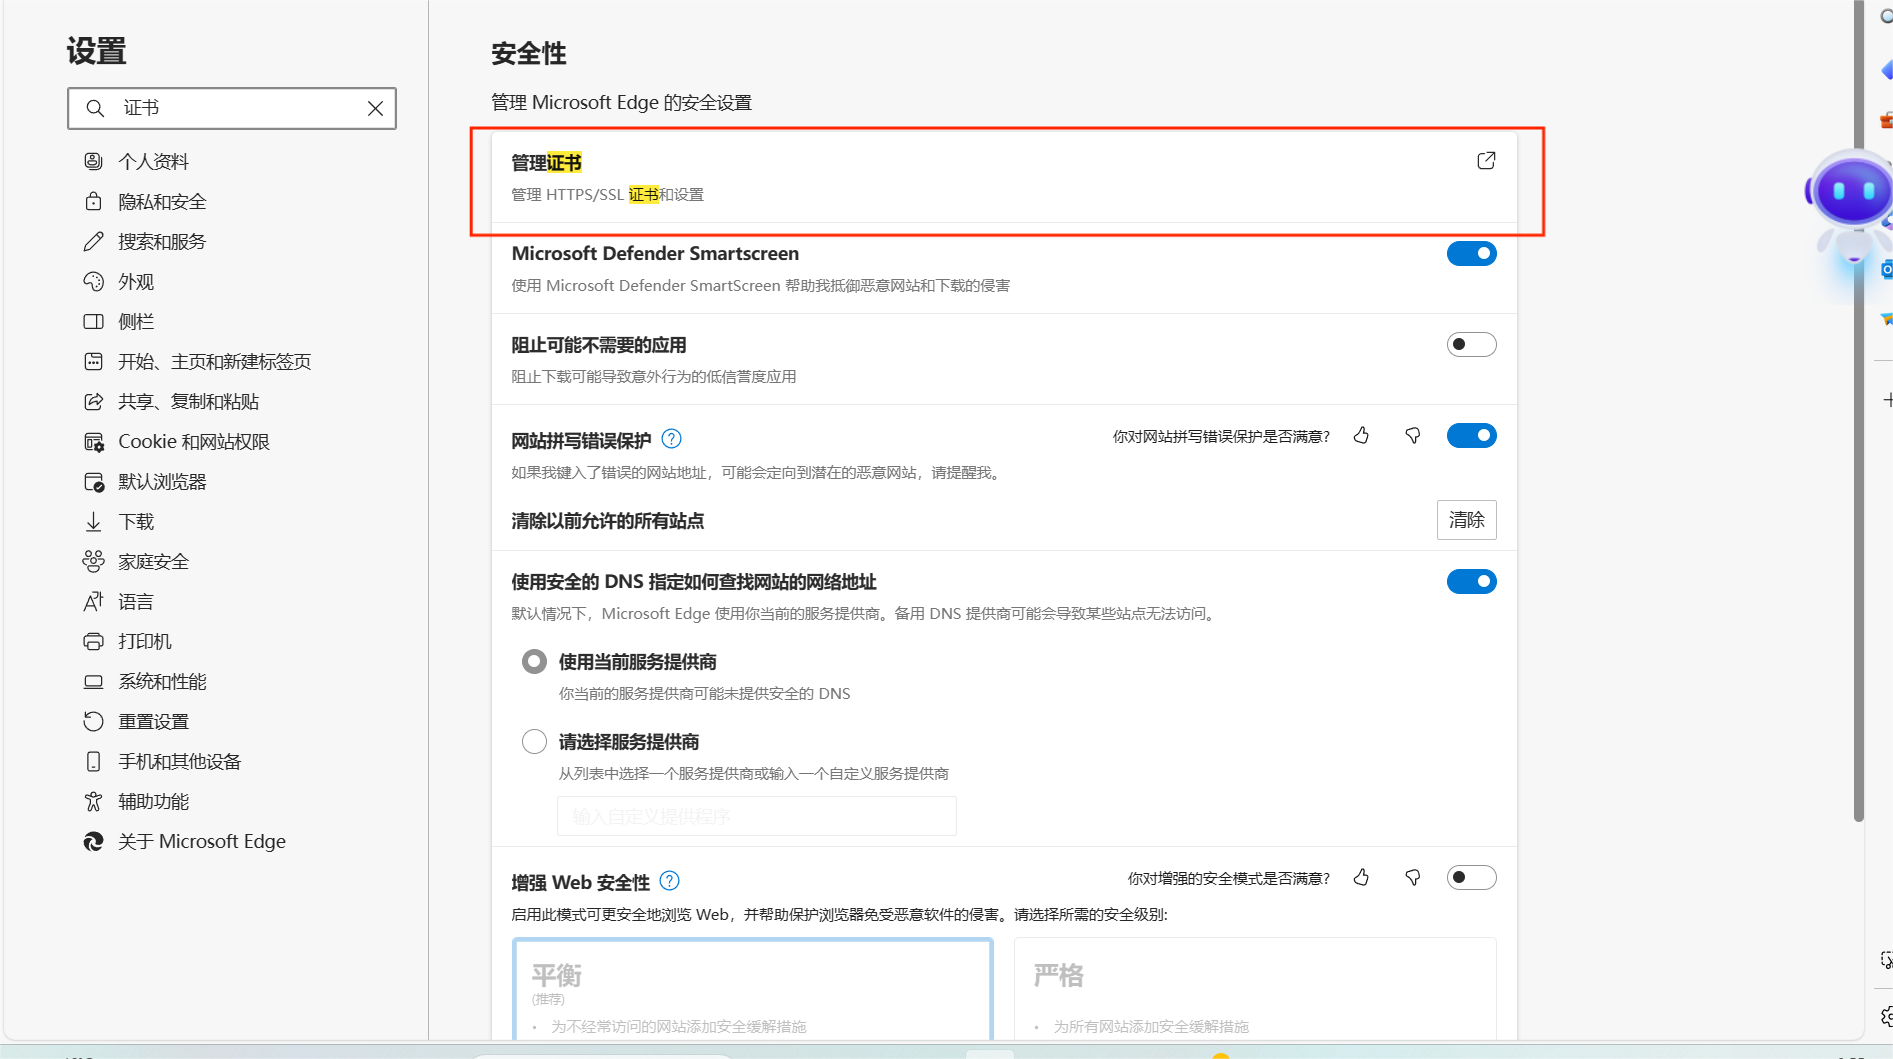 设置
证书
个人资料
隐私和安全
搜索和服务
外观
侧栏
开始、主页和新建标签页
共享、复制和粘贴
Cookie 和网站权限
默认浏览器
下载
家庭安全
语言
打印机
系统和性能
重置设置
手机和其他设备
辅助功能
关于 Microsoft Edge
安全性
管理 Microsoft Edge 的安全设置
管理证书
管理 HTTPS/SSL 证书和设置
Microsoft Defender Smartscreen
使用 Microsoft Defender SmartScreen 帮助我抵御恶意网站和下载的侵害
阻止可能不需要的应用
阻止下载可能导致意外行为的低信誉度应用
网站拼写错误保护
你对网站拼写错误保护是否满意?
如果我键入了错误的网站地址，可能会定向到潜在的恶意网站，请提醒我。
清除以前允许的所有站点
清除
使用安全的 DNS 指定如何查找网站的网络地址
默认情况下，Microsoft Edge 使用你当前的服务提供商。备用 DNS 提供商可能会导致某些站点无法访问。
使用当前服务提供商
你当前的服务提供商可能未提供安全的 DNS
请选择服务提供商
从列表中选择一个服务提供商或输入一个自定义服务提供商
输入自定义提供程序
增强 Web 安全性
你对增强的安全模式是否满意?
启用此模式可更安全地浏览 Web，并帮助保护浏览器免受恶意软件的侵害。请选择所需的安全级别:
平衡
(推荐)
• 为不经常访问的网站添加安全缓解措施
严格
• 为所有网站添加安全缓解措施